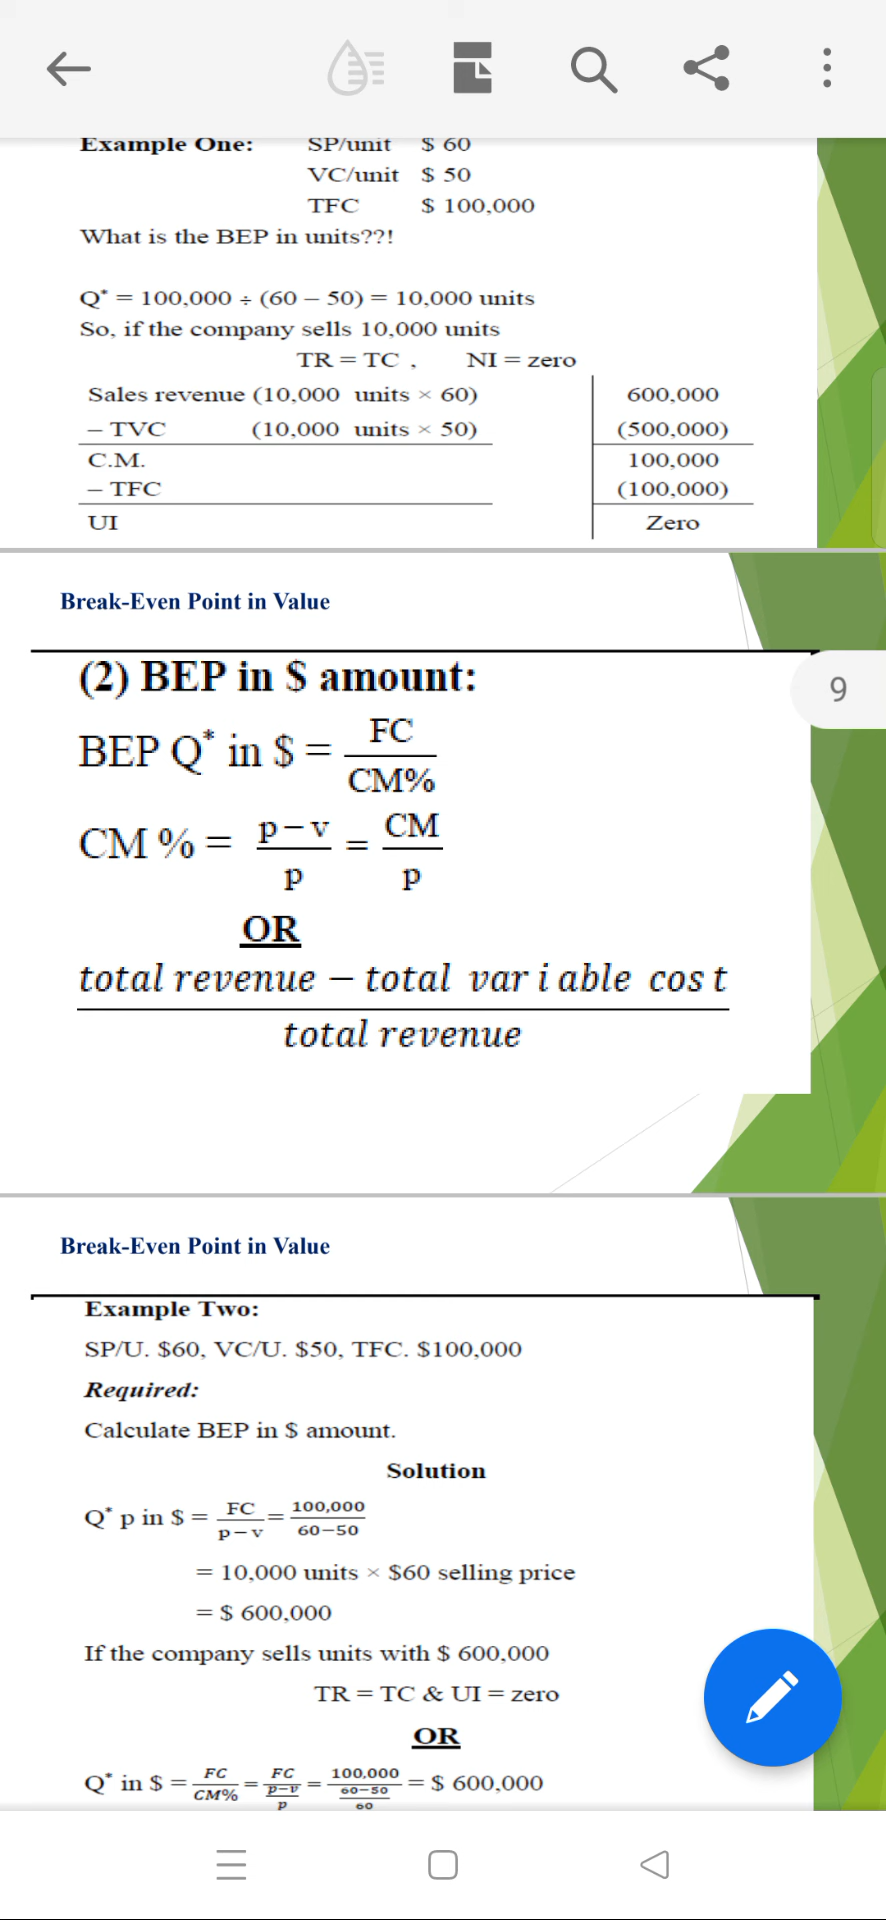 Example One: SP/unit $ 60
VC/unit $ 50
TFC $ 100,000
What is the BEP in units??!
Q* = 100,000 ÷ (60 – 50) = 10,000 units
So, if the company sells 10,000 units
TR = TC , NI = zero
Sales revenue (10,000 units × 60) 600,000
– TVC (10,000 units × 50) (500,000)
C.M. 100,000
– TFC (100,000)
UI Zero
Break-Even Point in Value
9
(2) BEP in $ amount:
BEP Q* in $ = FC / CM%
CM % = p – v / p = CM / p
OR
total revenue – total var i able cos t
total revenue
Break-Even Point in Value
Example Two:
SP/U. $60, VC/U. $50, TFC. $100,000
Required:
Calculate BEP in $ amount.
Solution
Q* p in $ = FC / p – v = 100,000 / 60–50
= 10,000 units × $60 selling price
= $ 600,000
If the company sells units with $ 600,000
TR = TC & UI = zero
OR
Q* in $ = FC / CM% = FC / p–v / p = 100,000 / 60–50 / 60 = $ 600,000